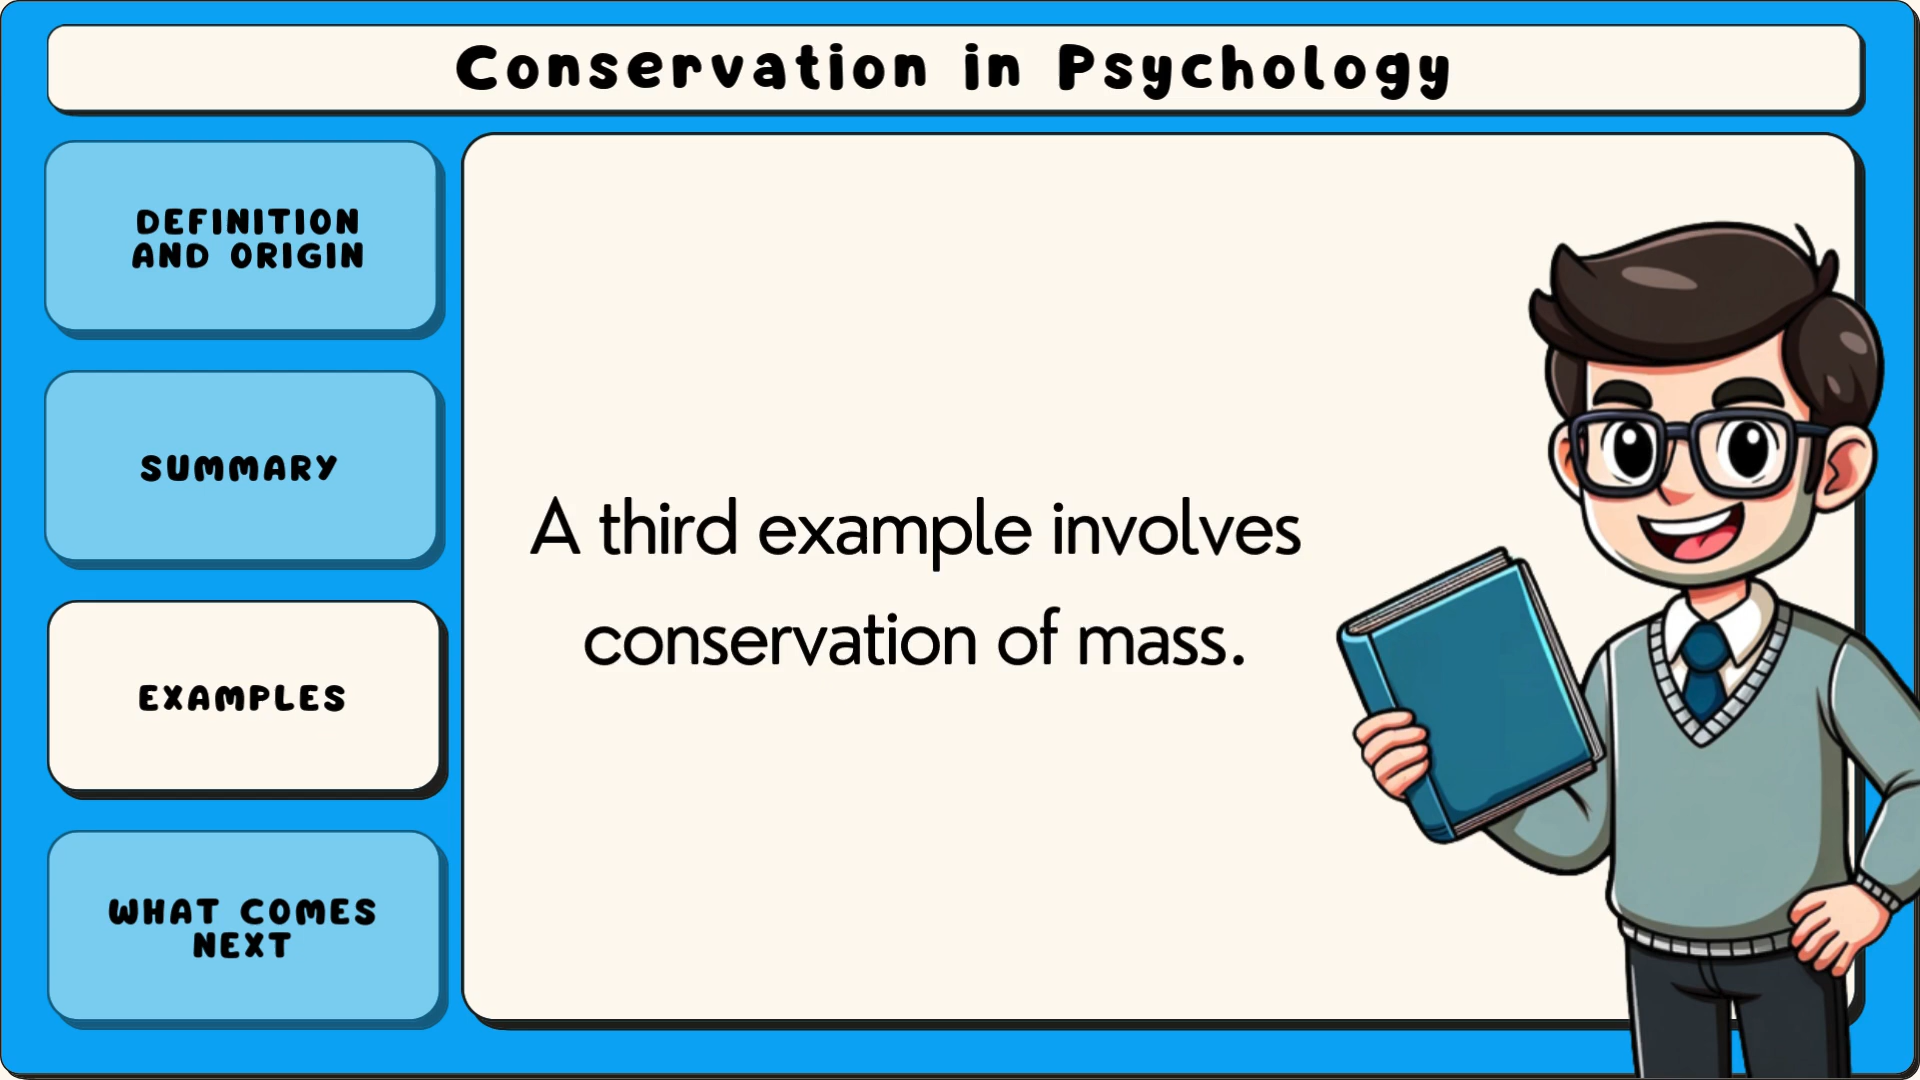 Conservation in Psychology
DEFINITION
AND ORIGIN
SUMMARY
EXAMPLES
WHAT COMES
NEXT
A third example involves
conservation of mass.